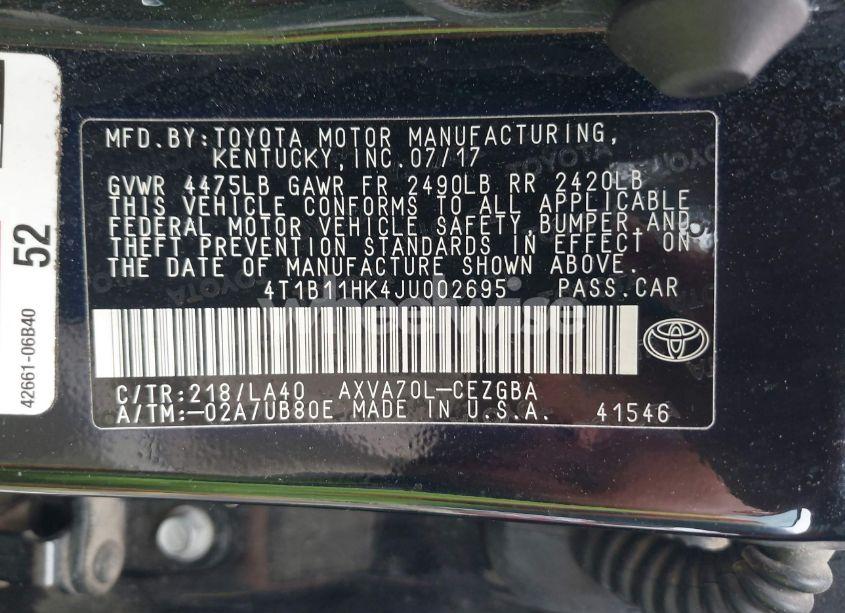 MFD.BY:TOYOTA MOTOR MANUFACTURING,
KENTUCKY,INC.07/17
GVWR 4475LB GAWR FR 2490LB RR 2420LB
THIS VEHICLE CONFORMS TO ALL APPLICABLE
FEDERAL MOTOR VEHICLE SAFETY,BUMPER,AND
THEFT PREVENTION STANDARDS IN EFFECT ON
THE DATE OF MANUFACTURE SHOWN ABOVE.
4T1B11HK4JU002695 PASS.CAR
wheelwise
C/TR:218/LA40 AXVA70L-CEZGBA
A/TM:-02A/UB80E MADE IN U.S.A. 41546
52
42661-06B40